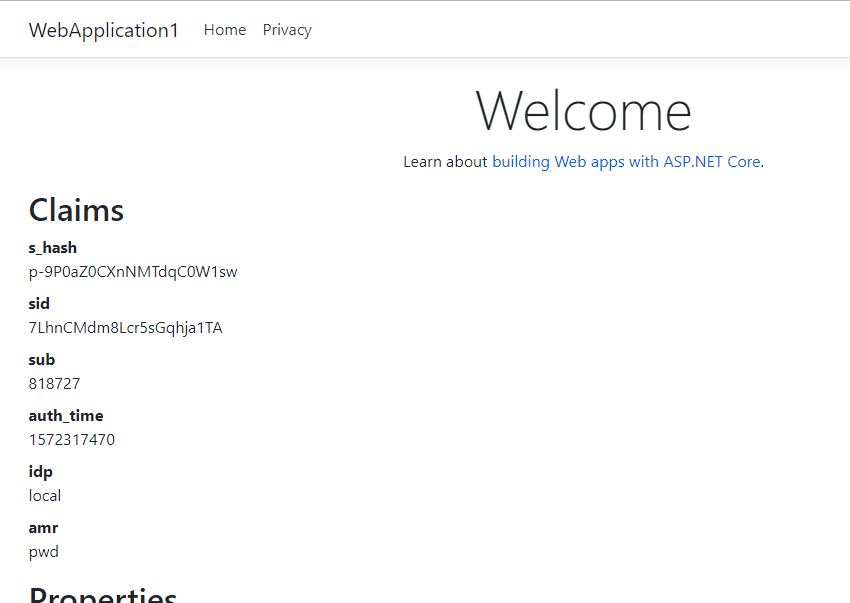 WebApplication1 Home Privacy
Welcome
Learn about building Web apps with ASP.NET Core.
Claims
s_hash
p-9P0aZ0CXnNMTdqC0W1sw
sid
7LhnCMdm8Lcr5sGqhja1TA
sub
818727
auth_time
1572317470
idp
local
amr
pwd
Properties